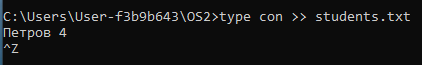 C:\Users\User-f3b9b643\OS2>type con >> students.txt
Петров 4
^Z